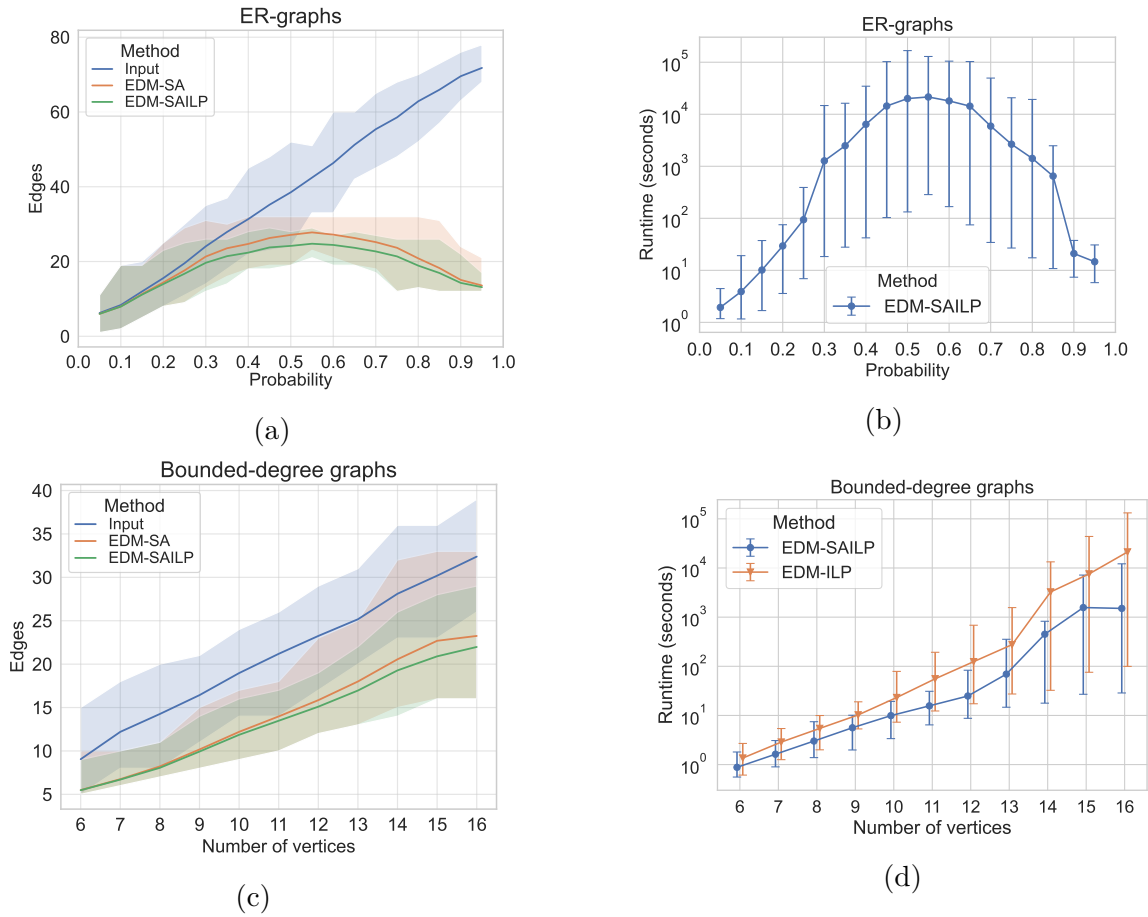 ER-graphs
Method
Input
EDM-SA
EDM-SAILP
Edges
80
60
40
20
0
0.0 0.1 0.2 0.3 0.4 0.5 0.6 0.7 0.8 0.9 1.0
Probability
(a)
ER-graphs
Runtime (seconds)
10^5
10^4
10^3
10^2
10^1
10^0
Method
EDM-SAILP
0.0 0.1 0.2 0.3 0.4 0.5 0.6 0.7 0.8 0.9 1.0
Probability
(b)
Bounded-degree graphs
Method
Input
EDM-SA
EDM-SAILP
Edges
40
35
30
25
20
15
10
5
6 7 8 9 10 11 12 13 14 15 16
Number of vertices
(c)
Bounded-degree graphs
Method
EDM-SAILP
EDM-ILP
Runtime (seconds)
10^5
10^4
10^3
10^2
10^1
10^0
6 7 8 9 10 11 12 13 14 15 16
Number of vertices
(d)